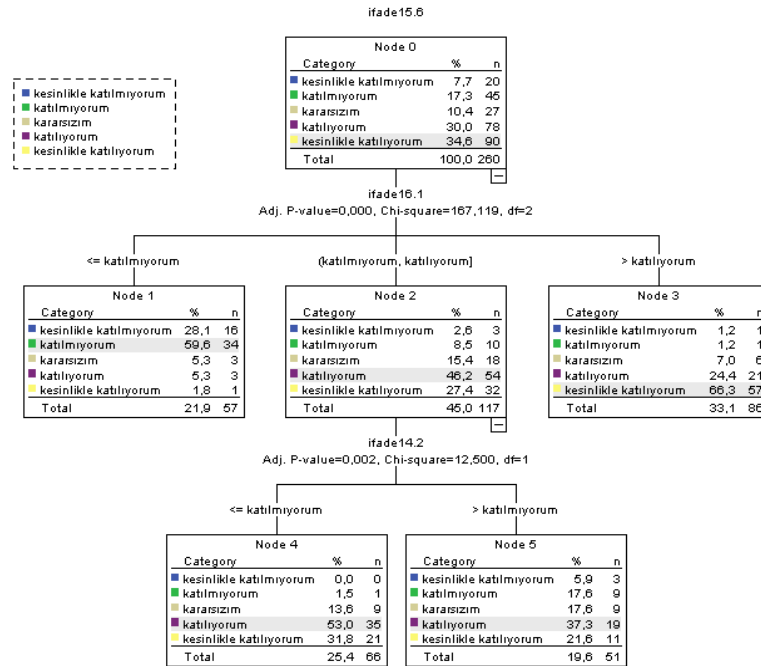 ifade15.6
kesinlikle katılmıyorum
katılmıyorum
kararsızım
katılıyorum
kesinlikle katılıyorum
Node 0
Category % n
kesinlikle katılmıyorum 7,7 20
katılmıyorum 17,3 45
kararsızım 10,4 27
katılıyorum 30,0 78
kesinlikle katılıyorum 34,6 90
Total 100,0 260
ifade16.1
Adj. P-value=0,000, Chi-square=167,119, df=2
<= katılmıyorum
(katılmıyorum, katılıyorum]
> katılıyorum
Node 1
Category % n
kesinlikle katılmıyorum 28,1 16
katılmıyorum 59,6 34
kararsızım 5,3 3
katılıyorum 5,3 3
kesinlikle katılıyorum 1,8 1
Total 21,9 57
Node 2
Category % n
kesinlikle katılmıyorum 2,6 3
katılmıyorum 8,5 10
kararsızım 15,4 18
katılıyorum 46,2 54
kesinlikle katılıyorum 27,4 32
Total 45,0 117
Node 3
Category % n
kesinlikle katılmıyorum 1,2 1
katılmıyorum 1,2 1
kararsızım 7,0 6
katılıyorum 24,4 21
kesinlikle katılıyorum 66,3 57
Total 33,1 86
ifade14.2
Adj. P-value=0,002, Chi-square=12,500, df=1
<= katılmıyorum
> katılmıyorum
Node 4
Category % n
kesinlikle katılmıyorum 0,0 0
katılmıyorum 1,5 1
kararsızım 13,6 9
katılıyorum 53,0 35
kesinlikle katılıyorum 31,8 21
Total 25,4 66
Node 5
Category % n
kesinlikle katılmıyorum 5,9 3
katılmıyorum 17,6 9
kararsızım 17,6 9
katılıyorum 37,3 19
kesinlikle katılıyorum 21,6 11
Total 19,6 51